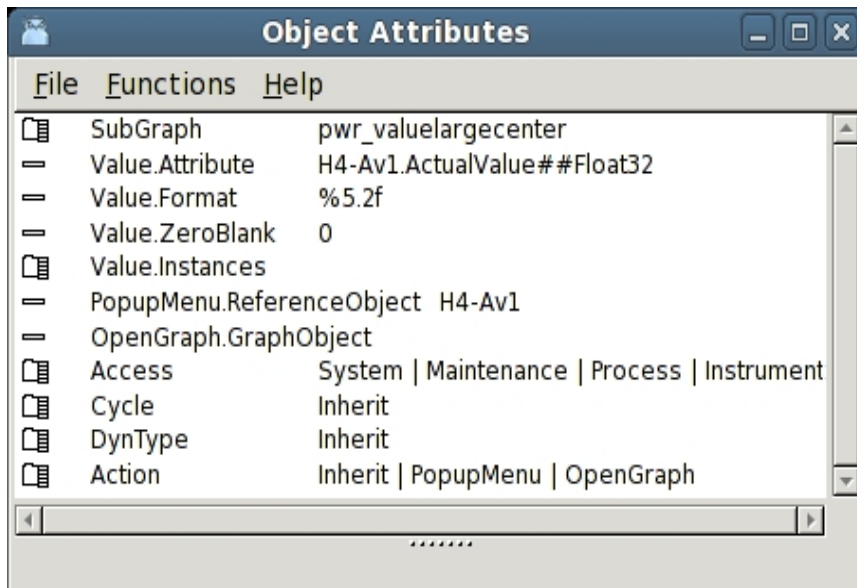 Object Attributes
File Functions Help
SubGraph pwr_valuelargecenter
Value.Attribute H4-Av1.ActualValue##Float32
Value.Format %5.2f
Value.ZeroBlank 0
Value.Instances
PopupMenu.ReferenceObject H4-Av1
OpenGraph.GraphObject
Access System | Maintenance | Process | Instrument
Cycle Inherit
DynType Inherit
Action Inherit | PopupMenu | OpenGraph